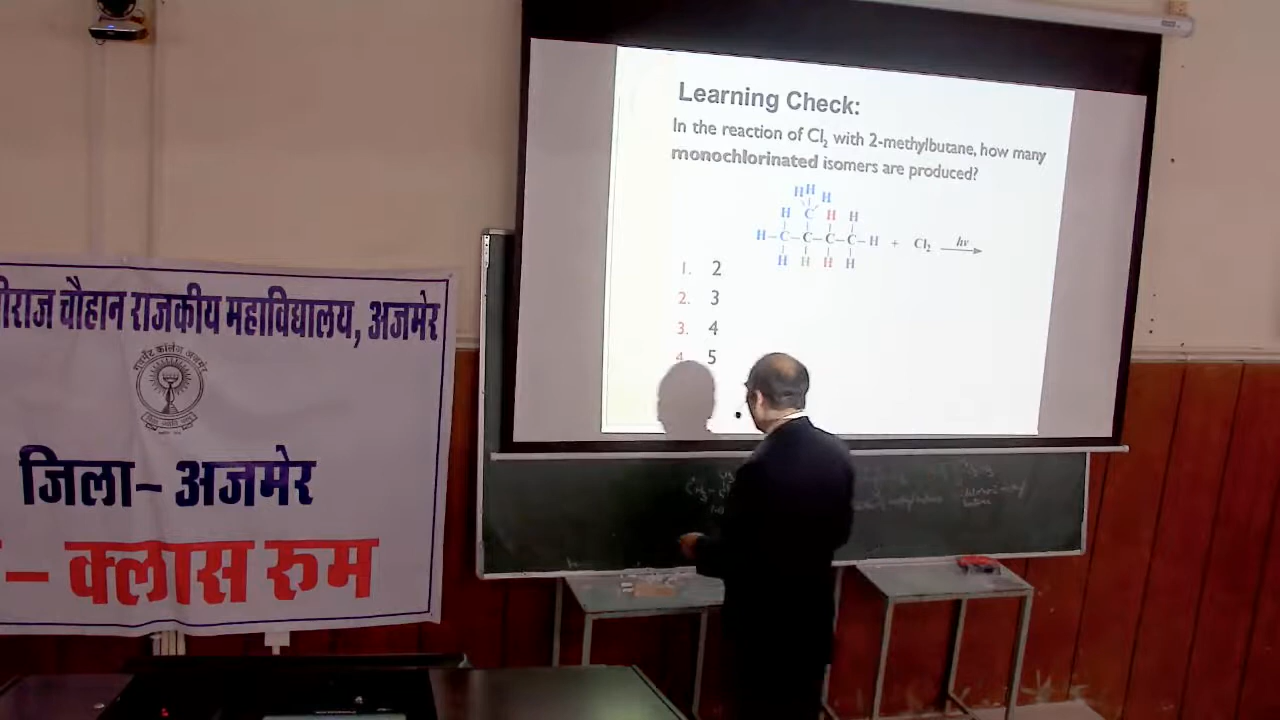 Learning Check:
In the reaction of Cl₂ with 2-methylbutane, how many
monochlorinated isomers are produced?
H H H
H C H H
H–C–C–C–C–H + Cl₂ hν
H H H H
1. 2
2. 3
3. 4
4. 5
चौहान राजकीय महाविद्यालय, अजमेर
जिला– अजमेर
– क्लास रूम